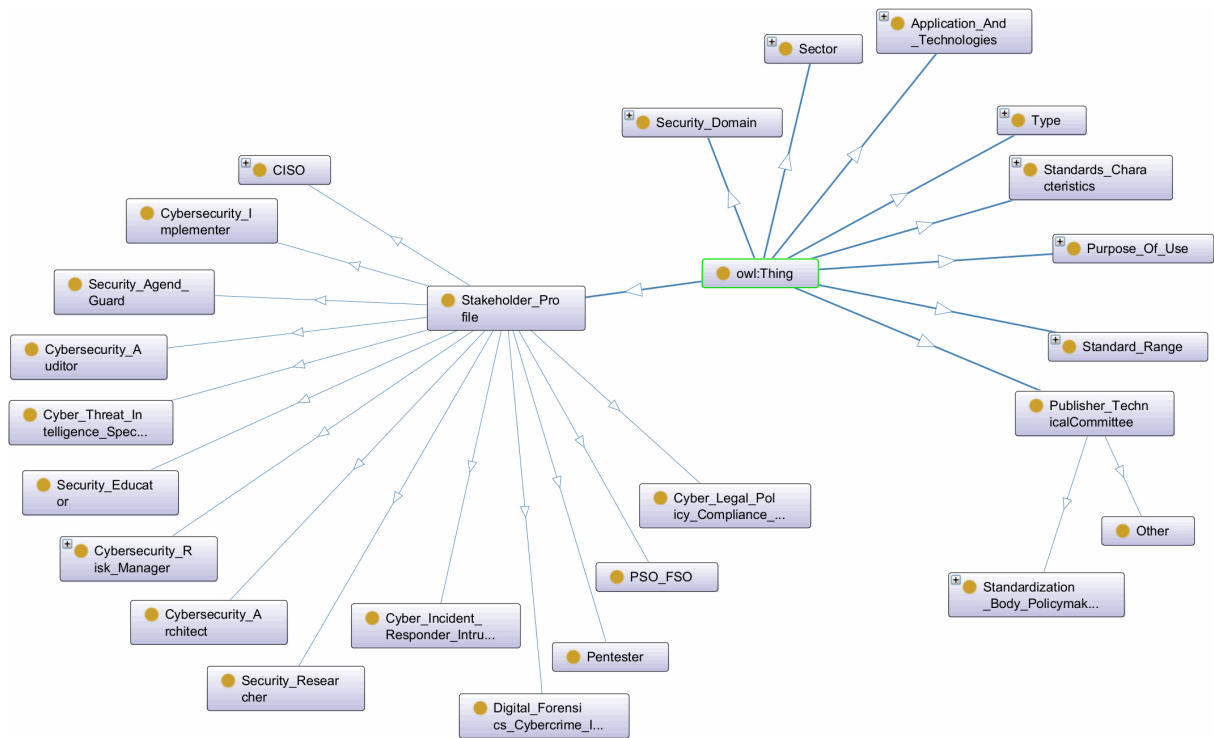 Application_And
_Technologies
Sector
Security_Domain
Type
CISO
Standards_Chara
cteristics
Cybersecurity_I
mplementer
Purpose_Of_Use
owl:Thing
Security_Agend_
Guard
Stakeholder_Pro
file
Cybersecurity_A
uditor
Standard_Range
Cyber_Threat_In
telligence_Spec...
Publisher_Techn
icalCommittee
Security_Educat
or
Cyber_Legal_Pol
icy_Compliance_...
Other
Cybersecurity_R
isk_Manager
PSO_FSO
Standardization
_Body_Policymak...
Cybersecurity_A
rchitect
Cyber_Incident_
Responder_Intru...
Pentester
Security_Resear
cher
Digital_Forensi
cs_Cybercrime_I...